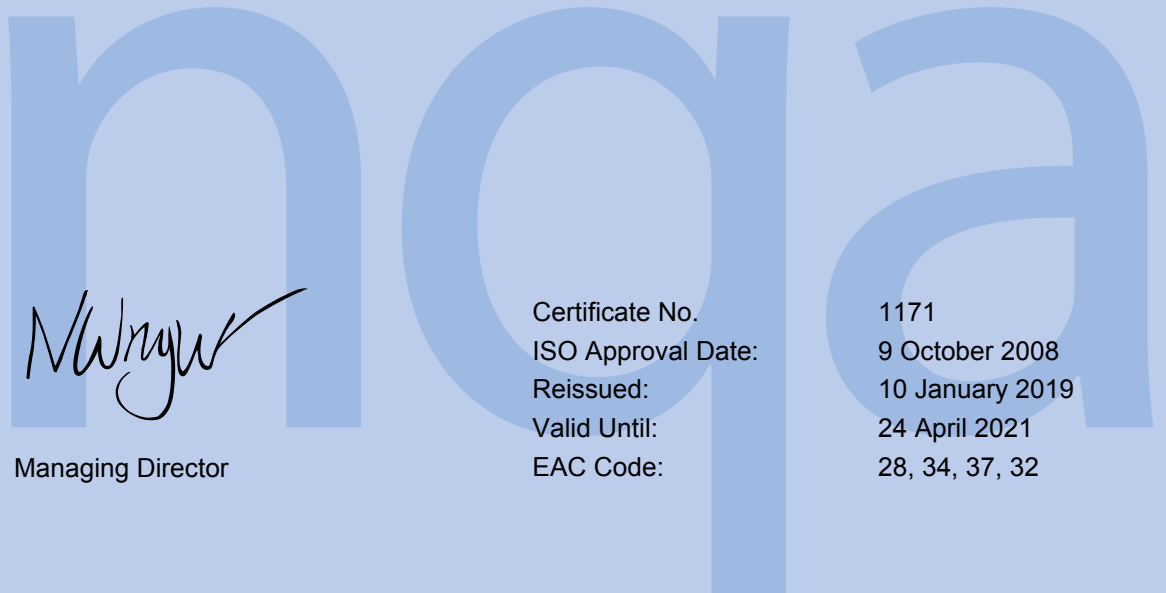 nqa
Certificate No. 1171
ISO Approval Date: 9 October 2008
Reissued: 10 January 2019
Valid Until: 24 April 2021
Managing Director EAC Code: 28, 34, 37, 32